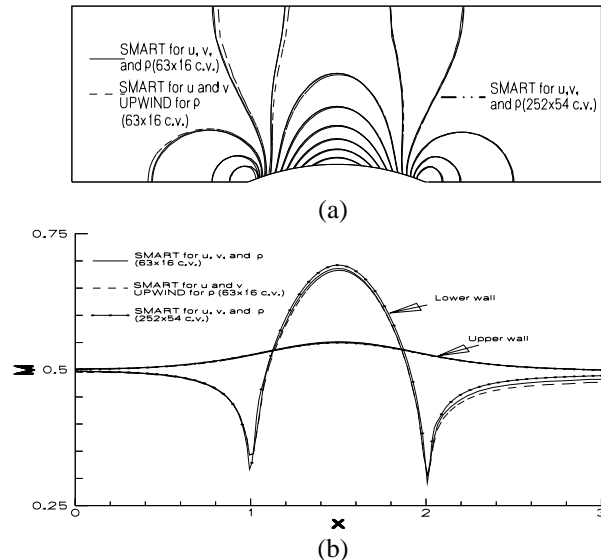 SMART for u, v,
and ρ(63x16 c.v.)
SMART for u and v
UPWIND for ρ
(63x16 c.v.)
SMART for u,v,
and ρ(252x54 c.v.)
(a)
0.75
SMART for u, v, and ρ
(63x16 c.v.)
SMART for u and v
UPWIND for ρ (63x16 c.v.)
SMART for u, v, and ρ
(252x54 c.v.)
Lower wall
Upper wall
M
0.5
0.25
0
1
2
3
X
(b)